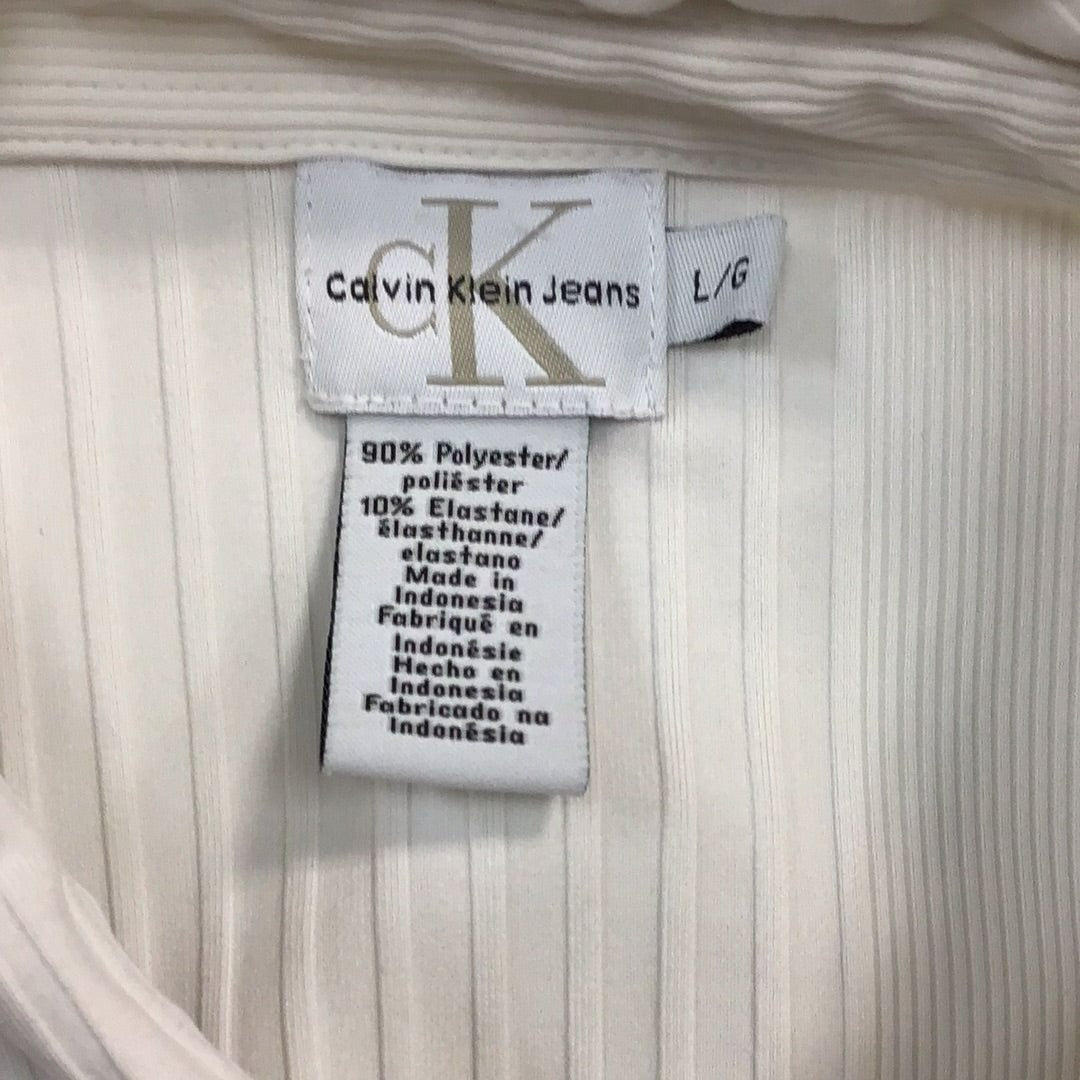 CK
Calvin Klein Jeans
L/G
90% Polyester/
poliéster
10% Elastane/
élasthanne/
elastano
Made in
Indonesia
Fabriqué en
Indonésie
Hecho en
Indonesia
Fabricado na
Indonésia